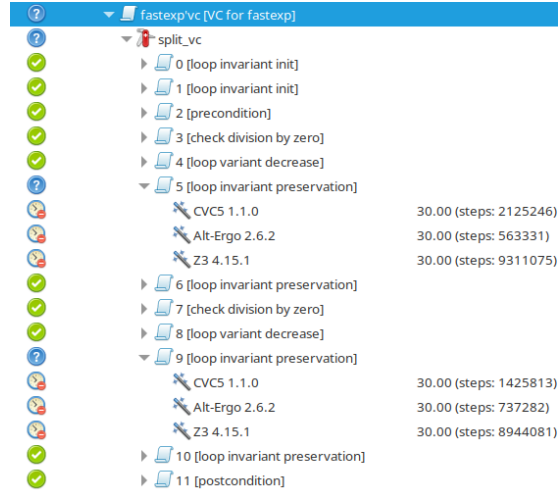 fastexp'vc [VC for fastexp]
split_vc
0 [loop invariant init]
1 [loop invariant init]
2 [precondition]
3 [check division by zero]
4 [loop variant decrease]
5 [loop invariant preservation]
CVC5 1.1.0 30.00 (steps: 2125246)
Alt-Ergo 2.6.2 30.00 (steps: 563331)
Z3 4.15.1 30.00 (steps: 9311075)
6 [loop invariant preservation]
7 [check division by zero]
8 [loop variant decrease]
9 [loop invariant preservation]
CVC5 1.1.0 30.00 (steps: 1425813)
Alt-Ergo 2.6.2 30.00 (steps: 737282)
Z3 4.15.1 30.00 (steps: 8944081)
10 [loop invariant preservation]
11 [postcondition]